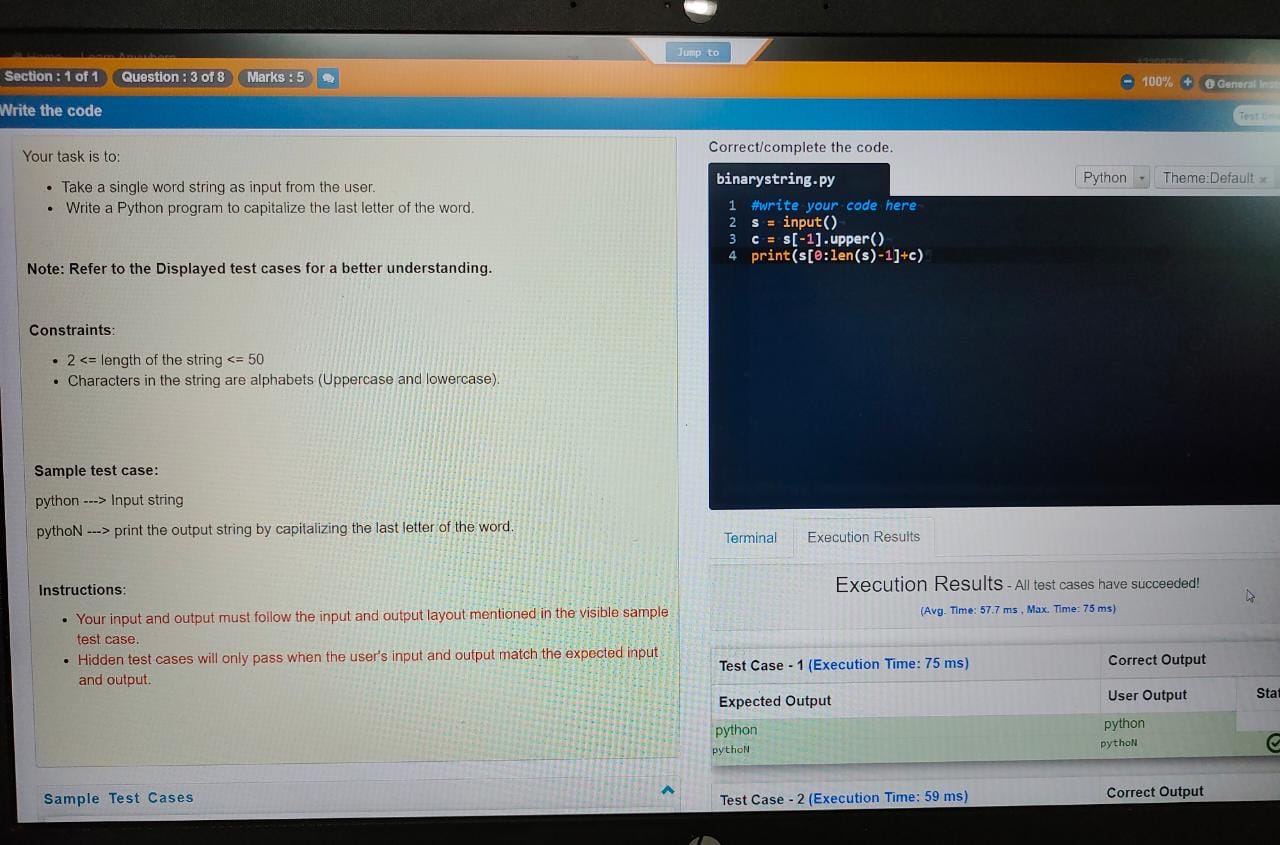 Jump to
Section : 1 of 1 Question : 3 of 8 Marks : 5
100% General
Write the code
Your task is to:
• Take a single word string as input from the user.
• Write a Python program to capitalize the last letter of the word.
Note: Refer to the Displayed test cases for a better understanding.
Constraints:
• 2 <= length of the string <= 50
• Characters in the string are alphabets (Uppercase and lowercase).
Sample test case:
python ---> Input string
pythoN ---> print the output string by capitalizing the last letter of the word.
Instructions:
• Your input and output must follow the input and output layout mentioned in the visible sample
test case.
• Hidden test cases will only pass when the user's input and output match the expected input
and output.
Sample Test Cases
Correct/complete the code.
binarystring.py
Python Theme:Default
1 #write your code here
2 s = input()
3 c = s[-1].upper()
4 print(s[0:len(s)-1]+c)
Terminal Execution Results
Execution Results - All test cases have succeeded!
(Avg. Time: 57.7 ms , Max. Time: 75 ms)
Test Case - 1 (Execution Time: 75 ms) Correct Output
Expected Output User Output Stat
python python
pythoN pythoN
Test Case - 2 (Execution Time: 59 ms) Correct Output